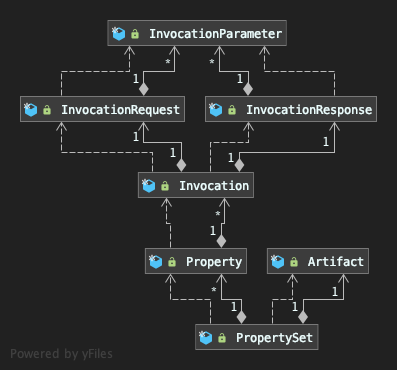 InvocationParameter
*
*
1
1
InvocationRequest
InvocationResponse
1
1
1
1
Invocation
*
1
Property
Artifact
*
1
1
1
PropertySet
Powered by yFiles